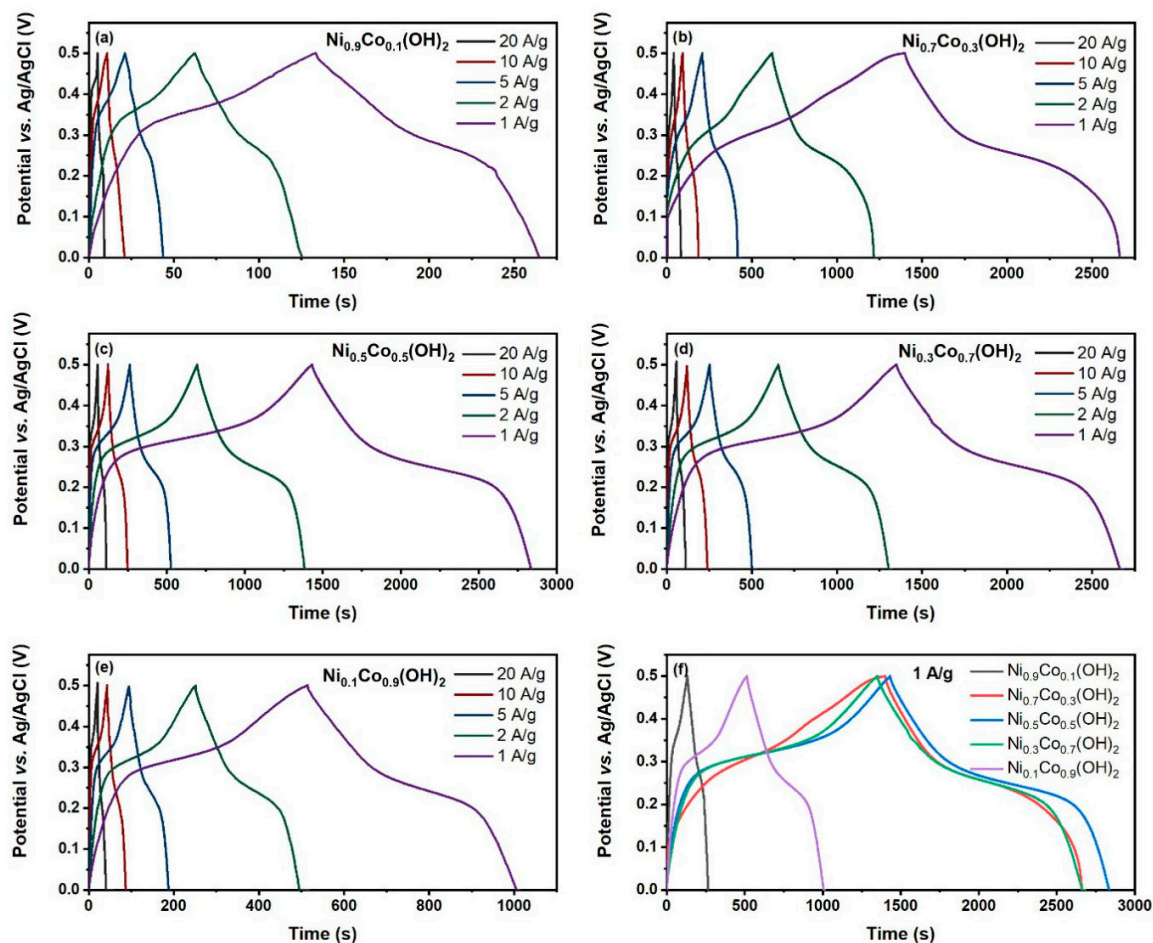 (a)
Ni0.9Co0.1(OH)2
20 A/g
10 A/g
5 A/g
2 A/g
1 A/g
Potential vs. Ag/AgCl (V)
0.5
0.4
0.3
0.2
0.1
0.0
0 50 100 150 200 250
Time (s)
(b)
Ni0.7Co0.3(OH)2
20 A/g
10 A/g
5 A/g
2 A/g
1 A/g
Potential vs. Ag/AgCl (V)
0.5
0.4
0.3
0.2
0.1
0.0
0 500 1000 1500 2000 2500
Time (s)
(c)
Ni0.5Co0.5(OH)2
20 A/g
10 A/g
5 A/g
2 A/g
1 A/g
Potential vs. Ag/AgCl (V)
0.5
0.4
0.3
0.2
0.1
0.0
0 500 1000 1500 2000 2500 3000
Time (s)
(d)
Ni0.3Co0.7(OH)2
20 A/g
10 A/g
5 A/g
2 A/g
1 A/g
Potential vs. Ag/AgCl (V)
0.5
0.4
0.3
0.2
0.1
0.0
0 500 1000 1500 2000 2500
Time (s)
(e)
Ni0.1Co0.9(OH)2
20 A/g
10 A/g
5 A/g
2 A/g
1 A/g
Potential vs. Ag/AgCl (V)
0.5
0.4
0.3
0.2
0.1
0.0
0 200 400 600 800 1000
Time (s)
(f)
1 A/g
Ni0.9Co0.1(OH)2
Ni0.7Co0.3(OH)2
Ni0.5Co0.5(OH)2
Ni0.3Co0.7(OH)2
Ni0.1Co0.9(OH)2
Potential vs. Ag/AgCl (V)
0.5
0.4
0.3
0.2
0.1
0.0
0 500 1000 1500 2000 2500 3000
Time (s)